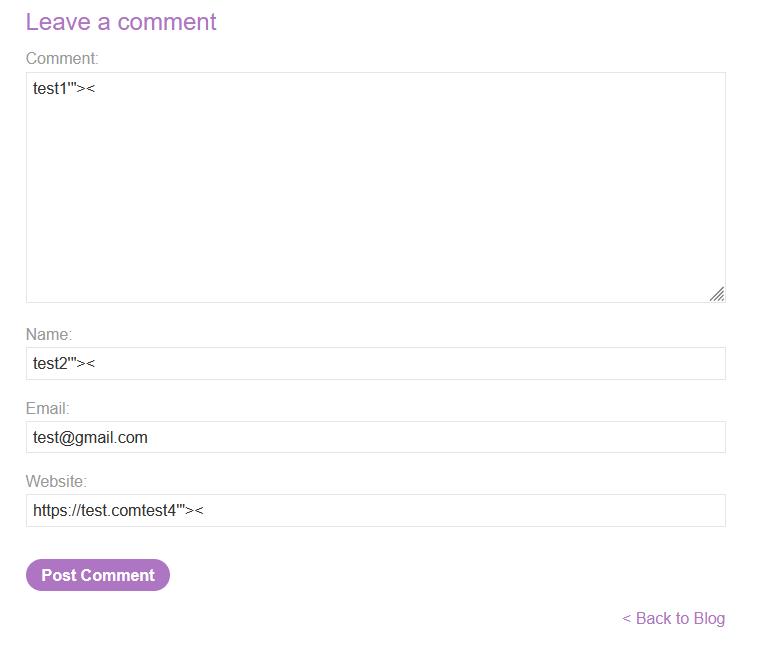 Leave a comment
Comment:
test1'"><
Name:
test2'"><
Email:
test@gmail.com
Website:
https://test.comtest4'"><
Post Comment
< Back to Blog